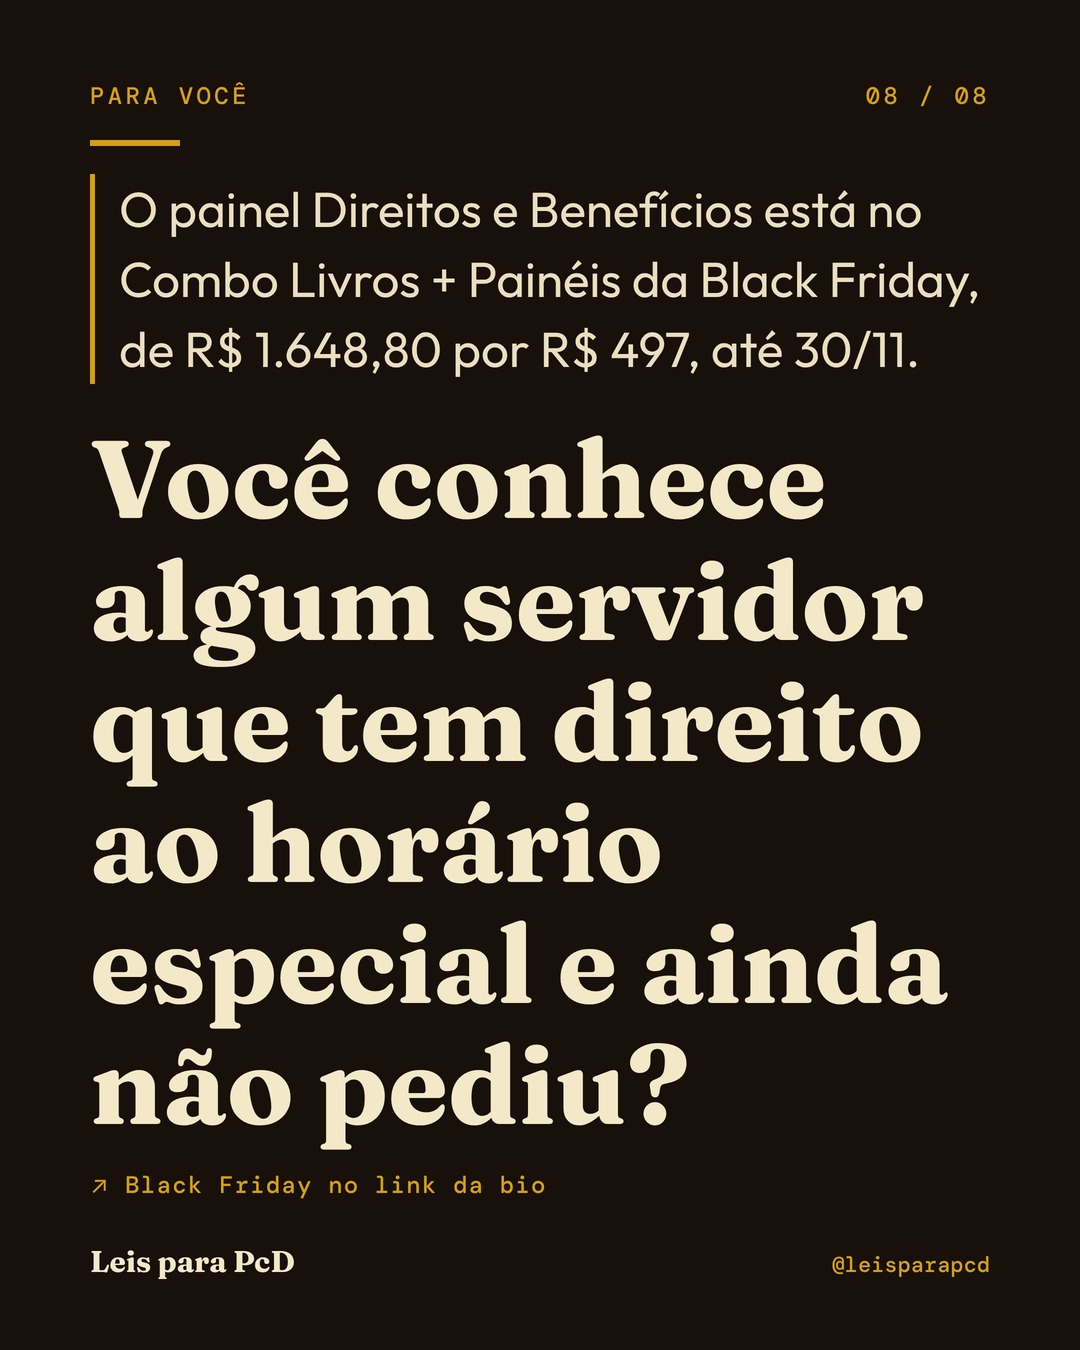 PARA VOCÊ
08 / 08
O painel Direitos e Benefícios está no
Combo Livros + Painéis da Black Friday,
de R$ 1.648,80 por R$ 497, até 30/11.
Você conhece
algum servidor
que tem direito
ao horário
especial e ainda
não pediu?
↗ Black Friday no link da bio
Leis para PcD
@leisparapcd